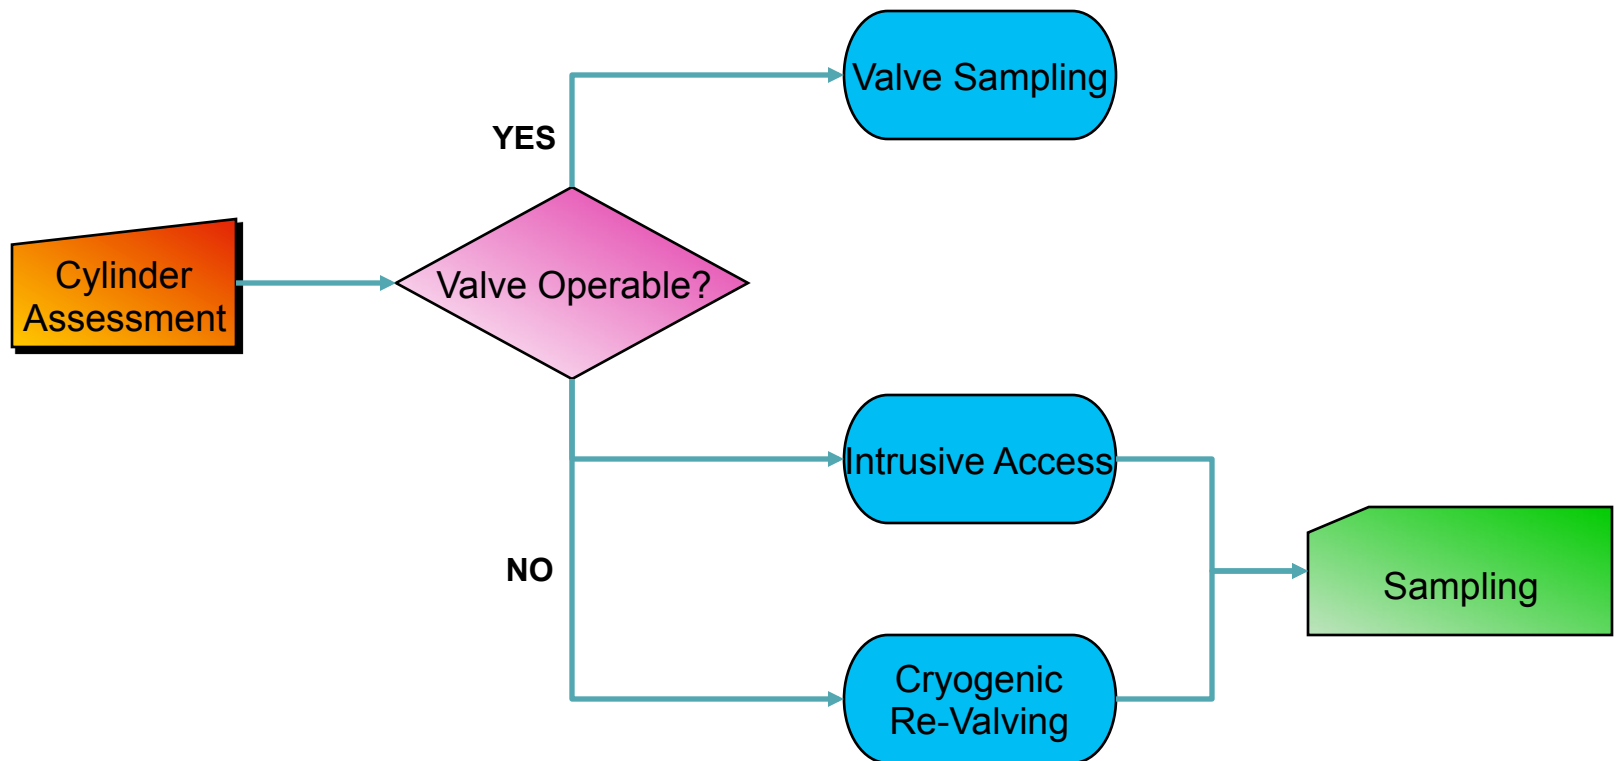 Valve Sampling
YES
Cylinder
Assessment
Valve Operable?
Intrusive Access
NO
Sampling
Cryogenic
Re-Valving